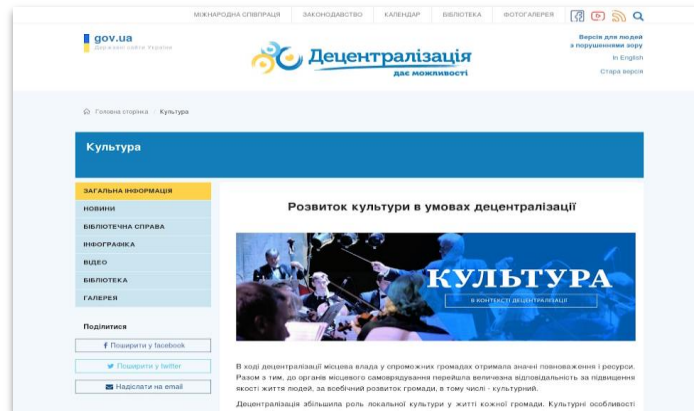 МІЖНАРОДНА СПІВПРАЦЯ ЗАКОНОДАВСТВО КАЛЕНДАР БІБЛІОТЕКА ФОТОГАЛЕРЕЯ
gov.ua
Державні сайти України
Децентралізація
дає можливості
Версія для людей
з порушеннями зору
In English
Стара версія
Головна сторінка / Культура
Культура
ЗАГАЛЬНА ІНФОРМАЦІЯ
НОВИНИ
БІБЛІОТЕЧНА СПРАВА
ІНФОГРАФІКА
ВІДЕО
БІБЛІОТЕКА
ГАЛЕРЕЯ
Поділитися
Поширити у facebook
Поширити у twitter
Надіслати на email
Розвиток культури в умовах децентралізації
КУЛЬТУРА
В КОНТЕКСТІ ДЕЦЕНТРАЛІЗАЦІЇ
В ході децентралізації місцева влада у спроможних громадах отримала значні повноваження і ресурси.
Разом з тим, до органів місцевого самоврядування перейшла величезна відповідальність за підвищення
якості життя людей, за всебічний розвиток громади, в тому числі - культурний.
Децентралізація збільшила роль локальної культури у житті кожної громади. Культурні особливості